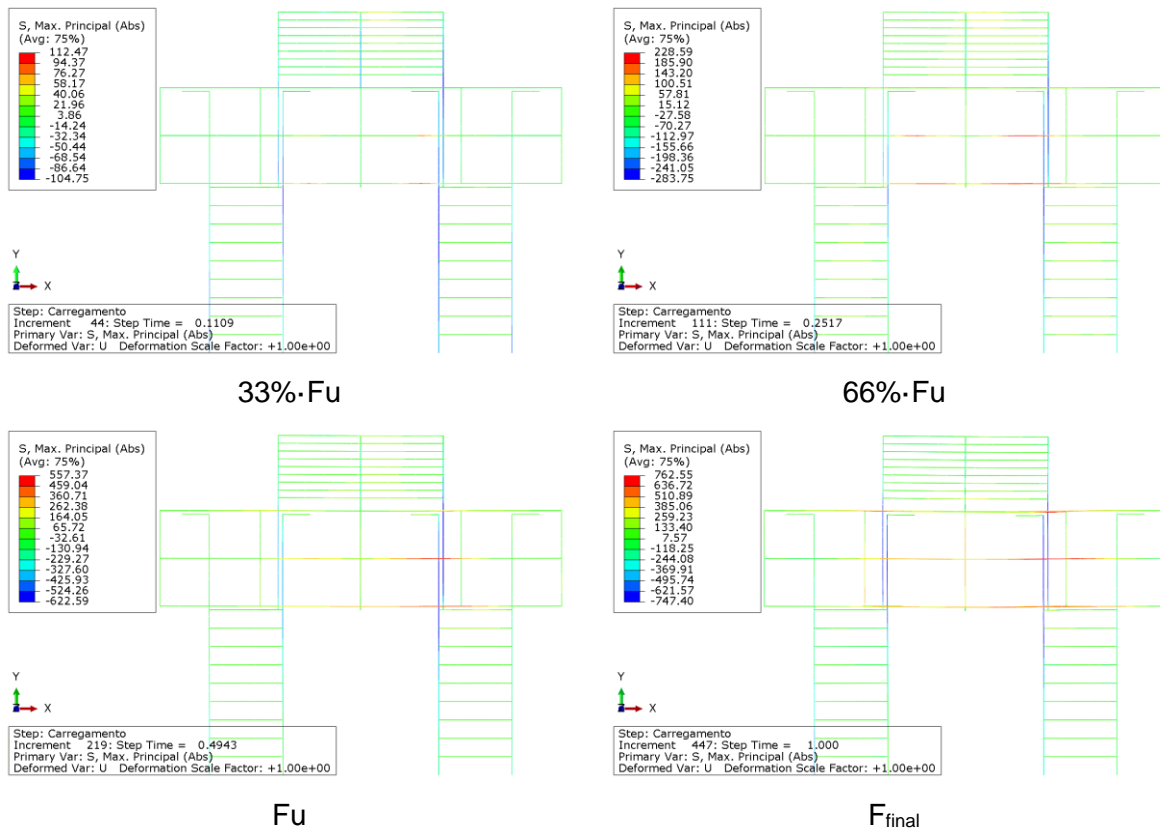 S, Max. Principal (Abs)
(Avg: 75%)
112.47
94.37
76.27
58.17
40.06
21.96
3.86
-14.24
-32.34
-50.44
-68.54
-86.64
-104.75
Y
X
Step: Carregamento
Increment 44: Step Time = 0.1109
Primary Var: S, Max. Principal (Abs)
Deformed Var: U Deformation Scale Factor: +1.00e+00
33%·Fu
S, Max. Principal (Abs)
(Avg: 75%)
228.59
185.90
143.20
100.51
57.81
15.12
-27.58
-70.27
-112.97
-155.66
-198.36
-241.05
-283.75
Y
X
Step: Carregamento
Increment 111: Step Time = 0.2517
Primary Var: S, Max. Principal (Abs)
Deformed Var: U Deformation Scale Factor: +1.00e+00
66%·Fu
S, Max. Principal (Abs)
(Avg: 75%)
557.37
459.04
360.71
262.38
164.05
65.72
-32.61
-130.94
-229.27
-327.60
-425.93
-524.26
-622.59
Y
X
Step: Carregamento
Increment 219: Step Time = 0.4943
Primary Var: S, Max. Principal (Abs)
Deformed Var: U Deformation Scale Factor: +1.00e+00
Fu
S, Max. Principal (Abs)
(Avg: 75%)
762.55
636.72
510.89
385.06
259.23
133.40
7.57
-118.25
-244.08
-369.91
-495.74
-621.57
-747.40
Y
X
Step: Carregamento
Increment 447: Step Time = 1.000
Primary Var: S, Max. Principal (Abs)
Deformed Var: U Deformation Scale Factor: +1.00e+00
Ffinal